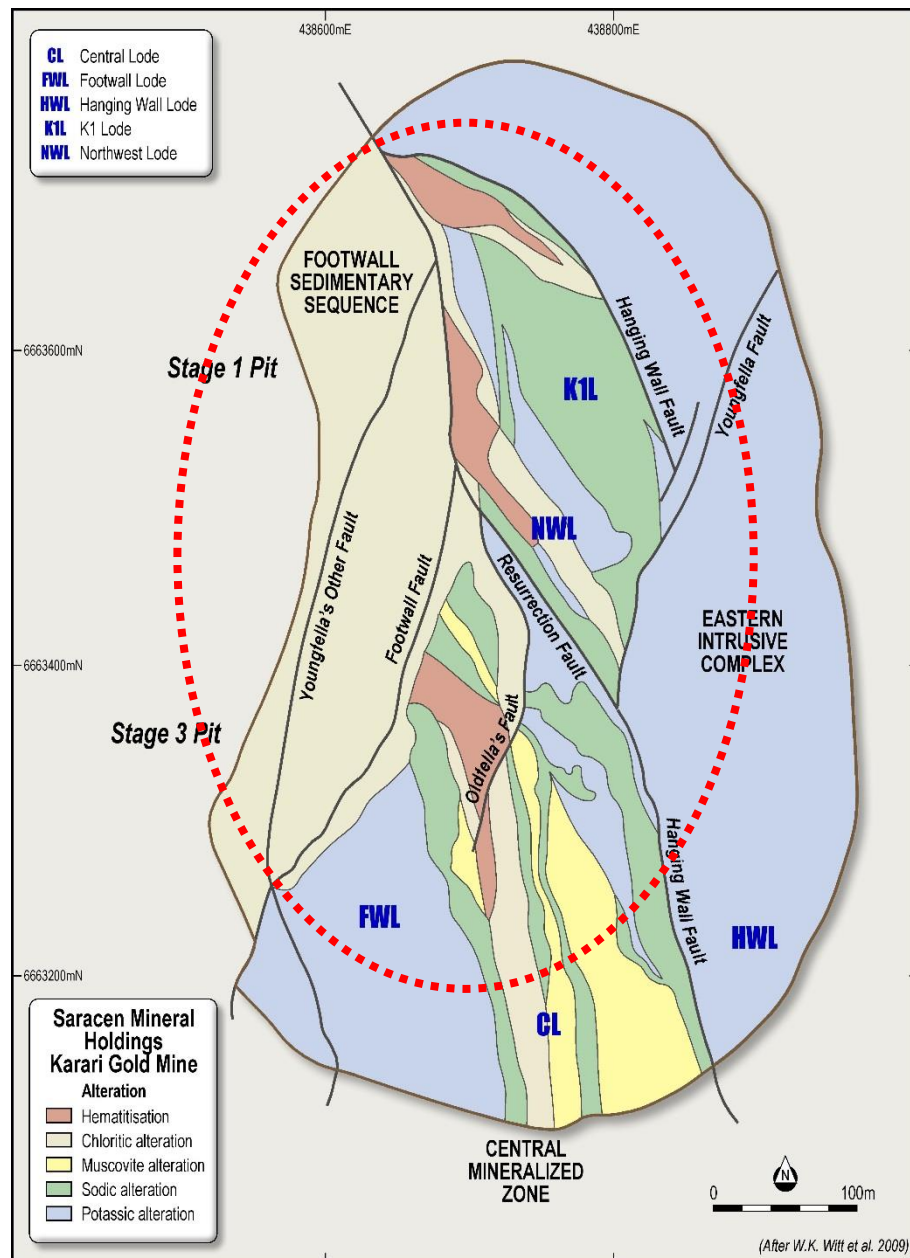 438600mE
438800mE
CL Central Lode
FWL Footwall Lode
HWL Hanging Wall Lode
K1L K1 Lode
NWL Northwest Lode
FOOTWALL
SEDIMENTARY
SEQUENCE
6663600mN
Stage 1 Pit
K1L
Hanging Wall Fault
Youngfella Fault
NWL
Youngfella's Other Fault
Footwall Fault
Resurrection Fault
EASTERN
INTRUSIVE
COMPLEX
6663400mN
Stage 3 Pit
Oldfella's Fault
Hanging Wall Fault
FWL
HWL
6663200mN
CL
Saracen Mineral
Holdings
Karari Gold Mine
Alteration
Hematitisation
Chloritic alteration
Muscovite alteration
Sodic alteration
Potassic alteration
CENTRAL
MINERALIZED
ZONE
N
0 100m
(After W.K. Witt et al. 2009)